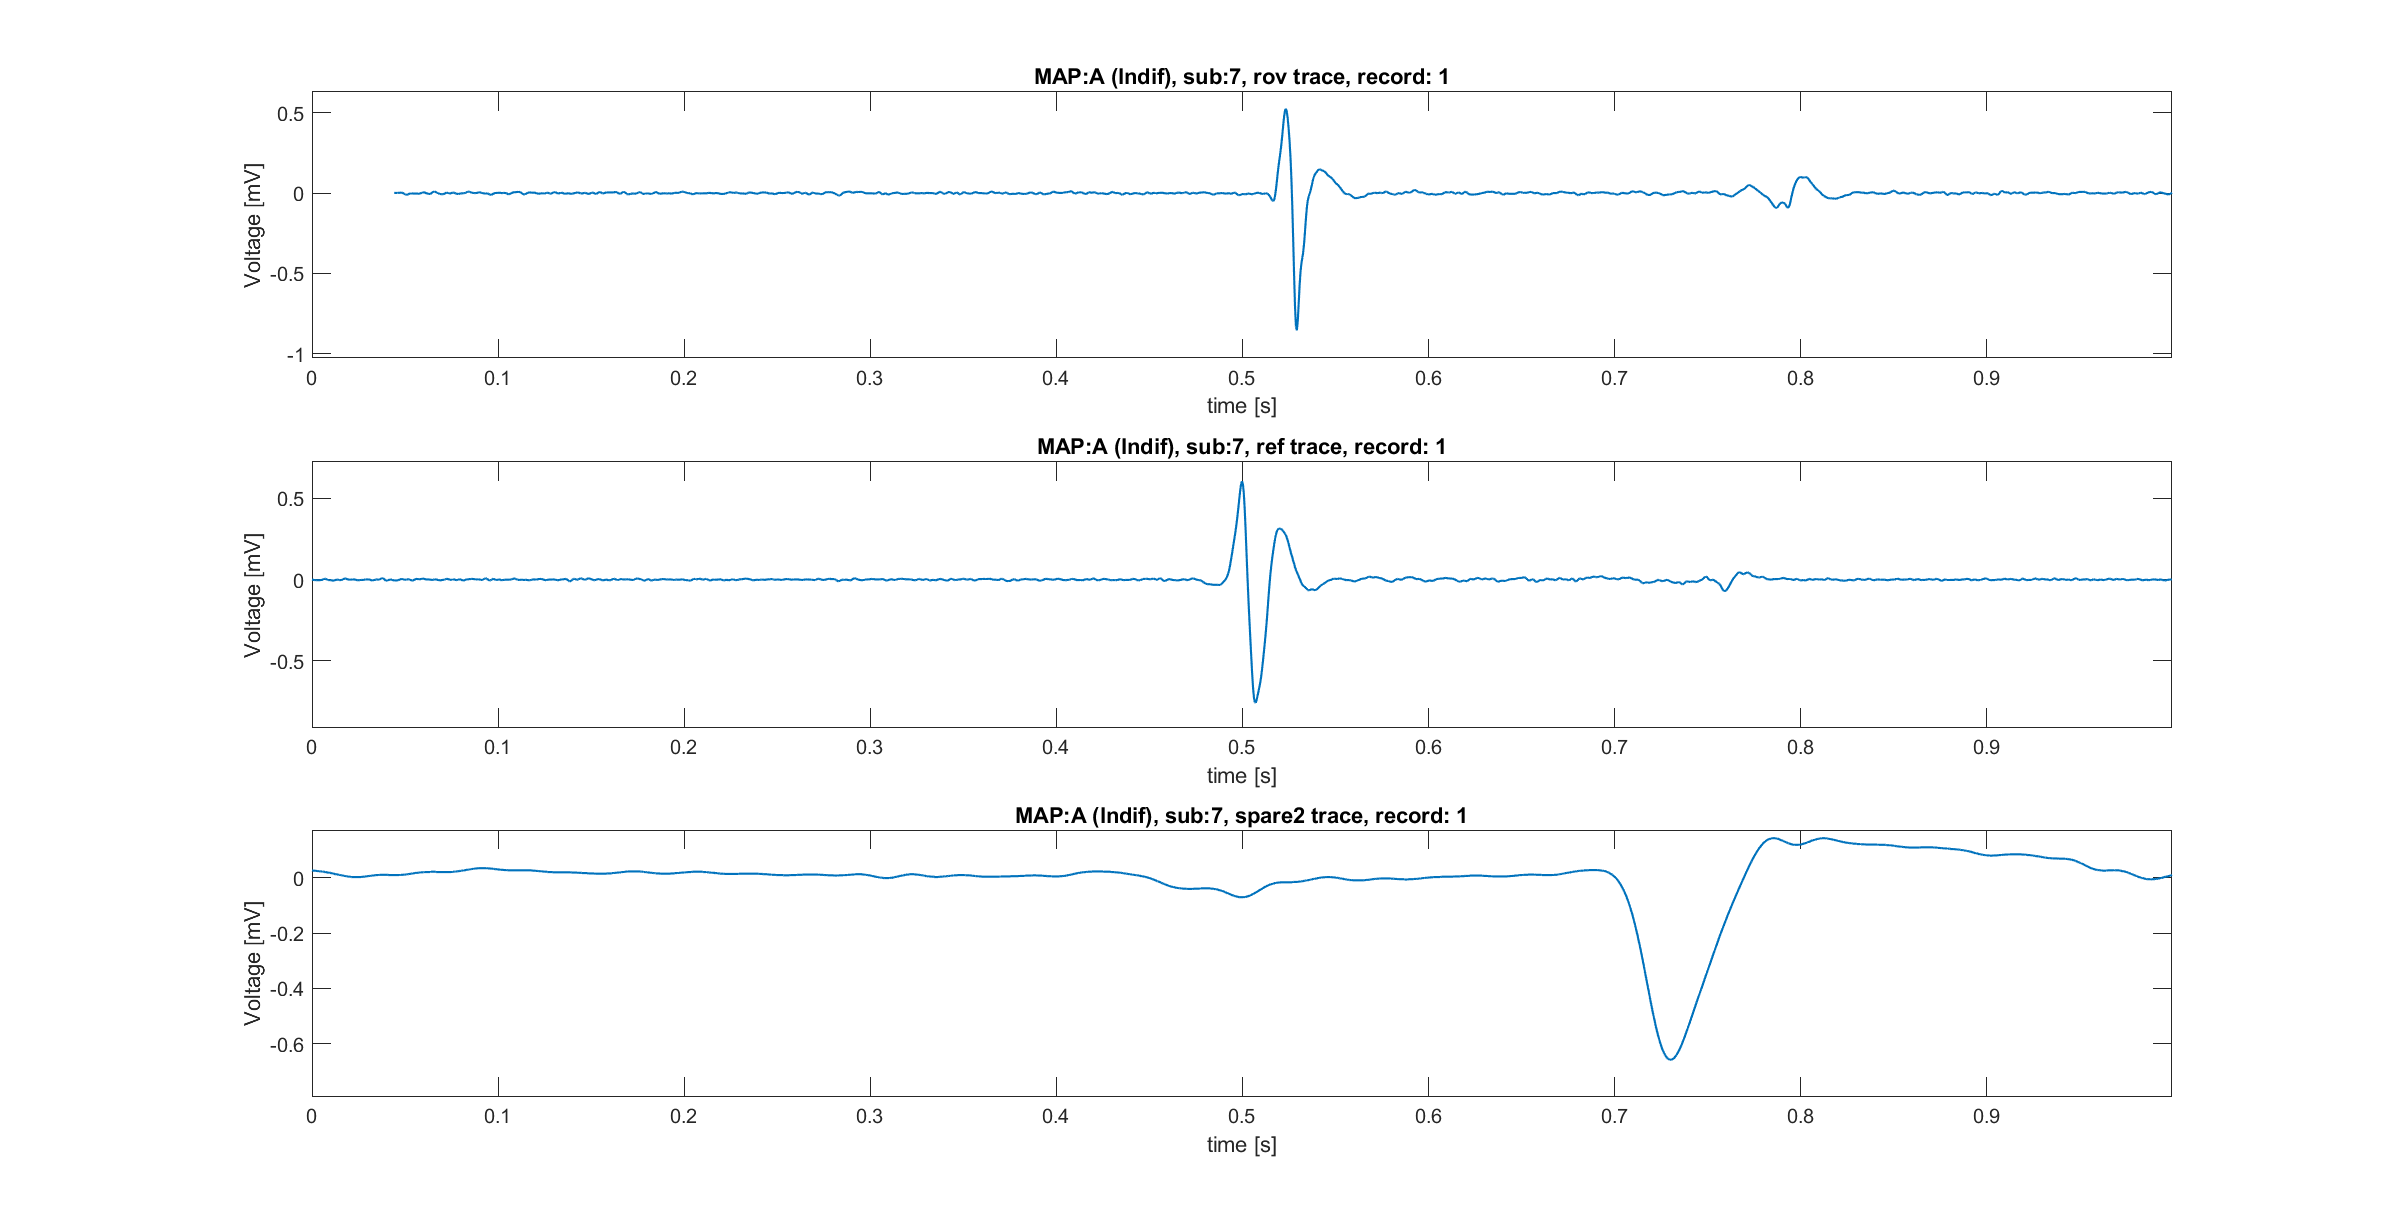 MAP:A (Indif), sub:7, rov trace, record: 1
0.5
0
-0.5
-1
Voltage [mV]
0 0.1 0.2 0.3 0.4 0.5 0.6 0.7 0.8 0.9
time [s]
MAP:A (Indif), sub:7, ref trace, record: 1
0.5
0
-0.5
Voltage [mV]
0 0.1 0.2 0.3 0.4 0.5 0.6 0.7 0.8 0.9
time [s]
MAP:A (Indif), sub:7, spare2 trace, record: 1
0
-0.2
-0.4
-0.6
Voltage [mV]
0 0.1 0.2 0.3 0.4 0.5 0.6 0.7 0.8 0.9
time [s]